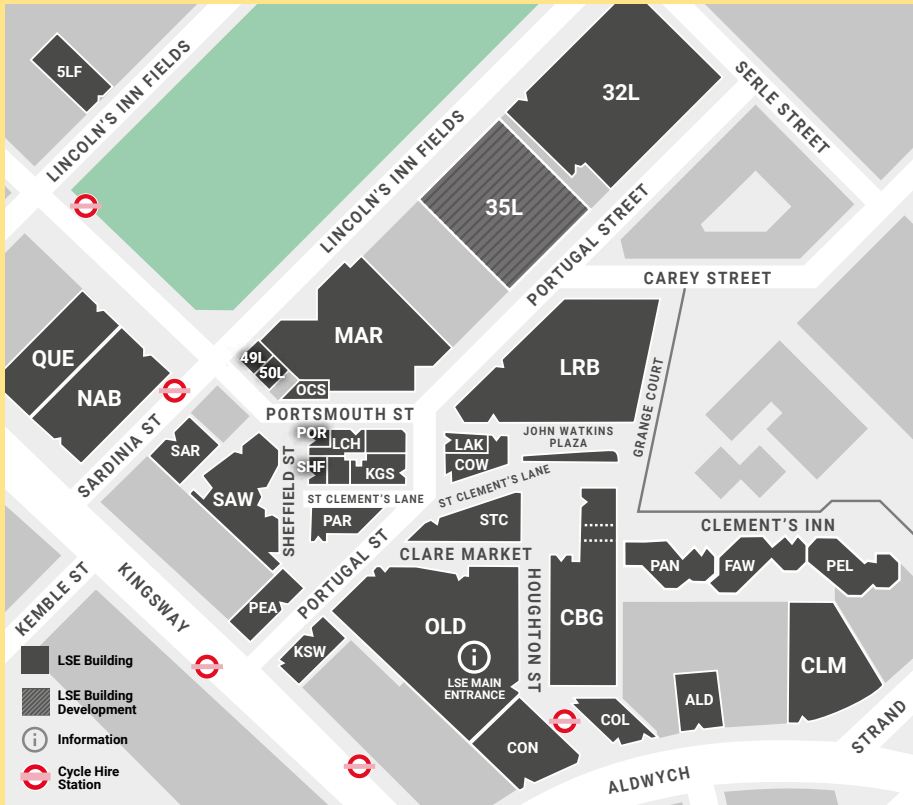 5LF
LINCOLN'S INN FIELDS
32L
SERLE STREET
LINCOLN'S INN FIELDS
35L
PORTUGAL STREET
CAREY STREET
MAR
QUE
49L
50L
NAB
LRB
OCS
PORTSMOUTH ST
GRANGE COURT
SARDINIA ST
POR
LCH
JOHN WATKINS
PLAZA
LAK
SAR
COW
SHF
KGS
SHEFFIELD ST
ST CLEMENT'S LANE
ST CLEMENT'S LANE
SAW
PAR
STC
CLEMENT'S INN
CLARE MARKET
PORTUGAL ST
PAN
FAW
PEL
KEMBLE ST
KINGSWAY
PEA
HOUGHTON ST
CBG
OLD
KSW
LSE MAIN
ENTRANCE
CLM
ALD
COL
CON
STRAND
ALDWYCH
LSE Building
LSE Building
Development
Information
Cycle Hire
Station